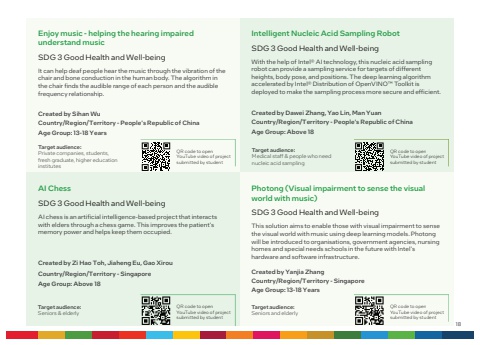 Enjoy music - helping the hearing impaired
understand music
SDG 3 Good Health and Well-being
It can help deaf people hear the music through the vibration of the
chair and bone conduction in the human body. The algorithm in
the chair finds the audible range of each person and the audible
frequency relationship.
Created by Sihan Wu
Country/Region/Territory - People's Republic of China
Age Group: 13-18 Years
Target audience:
Private companies, students,
fresh graduate, higher education
institutes
QR code to open
YouTube video of project
submitted by student
Intelligent Nucleic Acid Sampling Robot
SDG 3 Good Health and Well-being
With the help of Intel® AI technology, this nucleic acid sampling
robot can provide a sampling service for targets of different
heights, body pose, and positions. The deep learning algorithm
accelerated by Intel® Distribution of OpenVINO™ Toolkit is
deployed to make the sampling process more secure and efficient.
Created by Dawei Zhang, Yao Lin, Man Yuan
Country/Region/Territory - People's Republic of China
Age Group: Above 18
Target audience:
Medical staff & people who need
nucleic acid sampling
QR code to open
YouTube video of project
submitted by student
AI Chess
SDG 3 Good Health and Well-being
AI chess is an artificial intelligence-based project that interacts
with elders through a chess game. This improves the patient's
memory power and helps keep them occupied.
Created by Zi Hao Toh, Jiaheng Eu, Gao Xirou
Country/Region/Territory - Singapore
Age Group: Above 18
Target audience:
Seniors & elderly
QR code to open
YouTube video of project
submitted by student
Photong (Visual impairment to sense the visual
world with music)
SDG 3 Good Health and Well-being
This solution aims to enable those with visual impairment to sense
the visual world with music using deep learning models. Photong
will be introduced to organisations, government agencies, nursing
homes and special needs schools in the future with Intel's
hardware and software infrastructure.
Created by Yanjia Zhang
Country/Region/Territory - Singapore
Age Group: 13-18 Years
Target audience:
Seniors and elderly
QR code to open
YouTube video of project
submitted by student
18